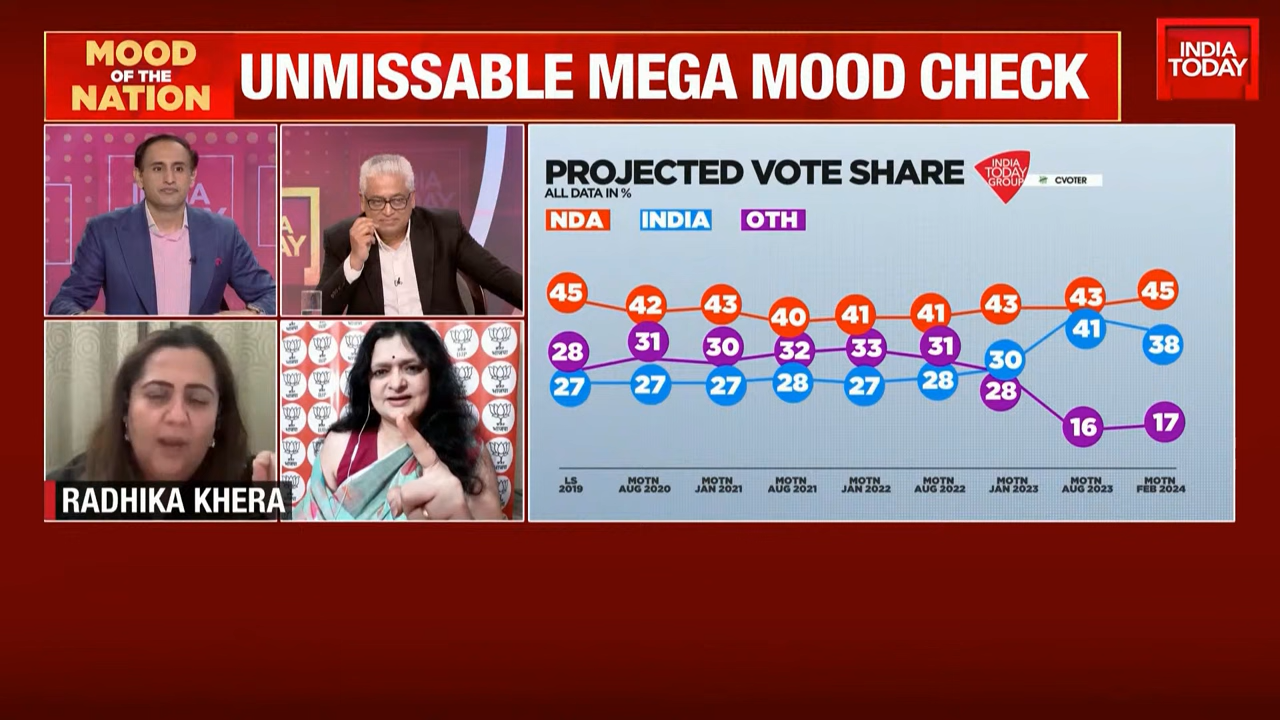 MOOD
OF THE
NATION
UNMISSABLE MEGA MOOD CHECK
INDIA
TODAY
PROJECTED VOTE SHARE
INDIA
TODAY
GROUP
CVOTER
ALL DATA IN %
NDA INDIA OTH
45 42 43 40 41 41 43 43 45
28 31 30 32 33 31 30 41 38
27 27 27 28 27 28 28 16 17
LS
2019
MOTN
AUG 2020
MOTN
JAN 2021
MOTN
AUG 2021
MOTN
JAN 2022
MOTN
AUG 2022
MOTN
JAN 2023
MOTN
AUG 2023
MOTN
FEB 2024
RADHIKA KHERA